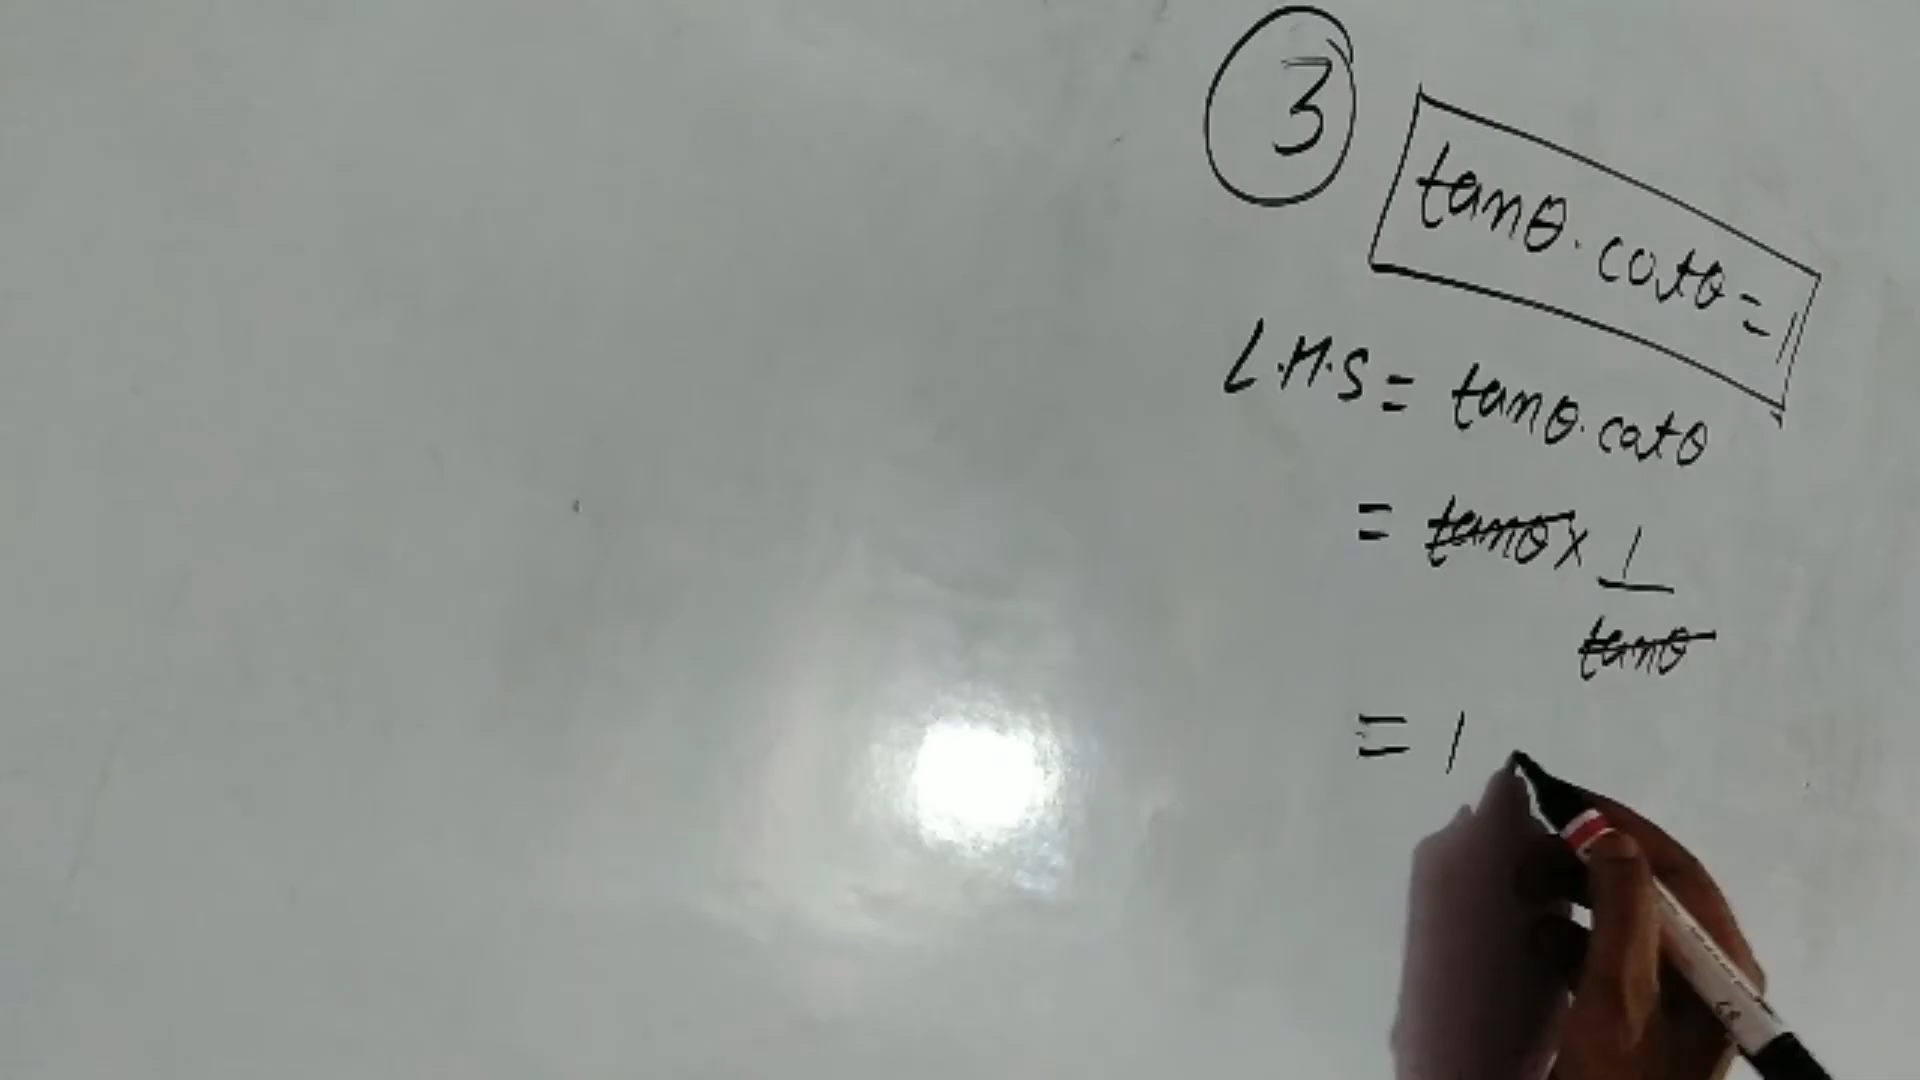 3
tanθ.cotθ=1
L.H.S = tanθ.cotθ
= tanθ x 1
tanθ
= 1